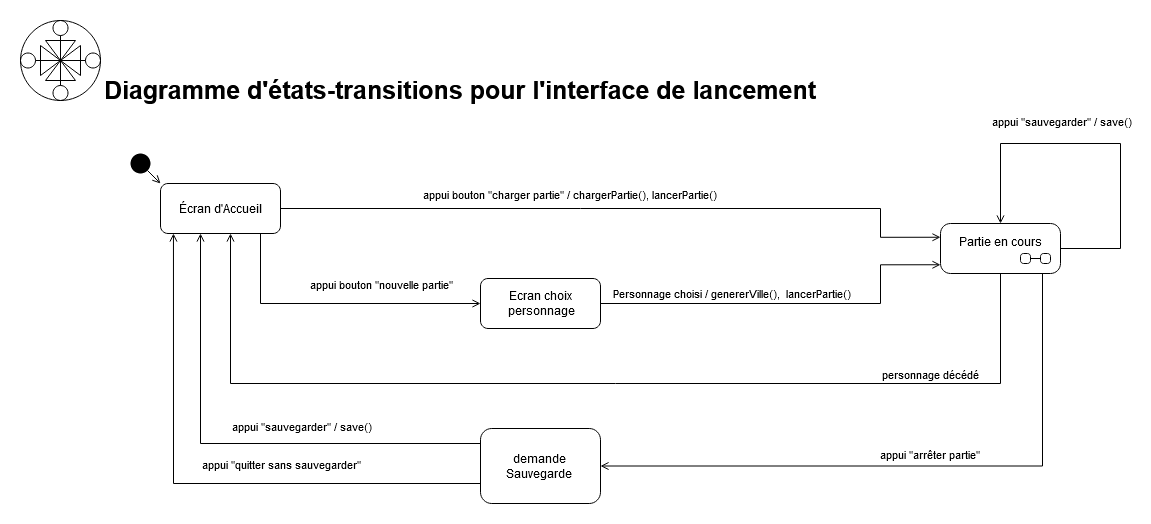 Diagramme d'états-transitions pour l'interface de lancement
appui "sauvegarder" / save()
appui bouton "charger partie" / chargerPartie(), lancerPartie()
Écran d'Accueil
Partie en cours
appui bouton "nouvelle partie"
Ecran choix
personnage
Personnage choisi / genererVille(), lancerPartie()
personnage décédé
appui "sauvegarder" / save()
appui "quitter sans sauvegarder"
demande
Sauvegarde
appui "arrêter partie"